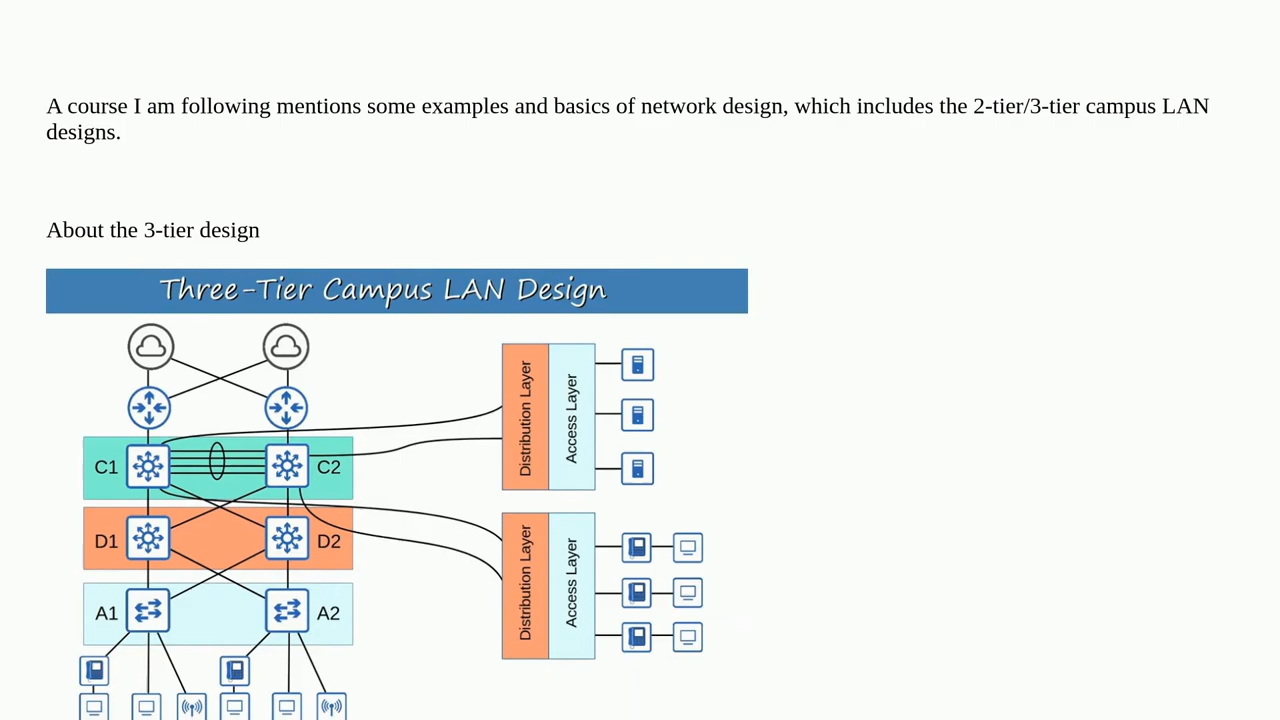 A course I am following mentions some examples and basics of network design, which includes the 2-tier/3-tier campus LAN
designs.
About the 3-tier design
Three-Tier Campus LAN Design
Distribution Layer
Access Layer
C1
C2
D1
D2
Distribution Layer
Access Layer
A1
A2